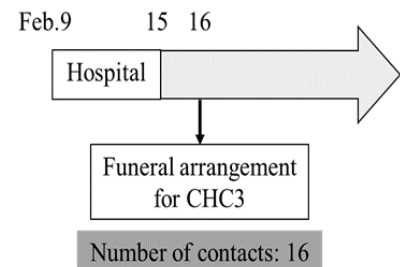 Feb.9 15 16
Hospital
Funeral arrangement
for CHC3
Number of contacts: 16